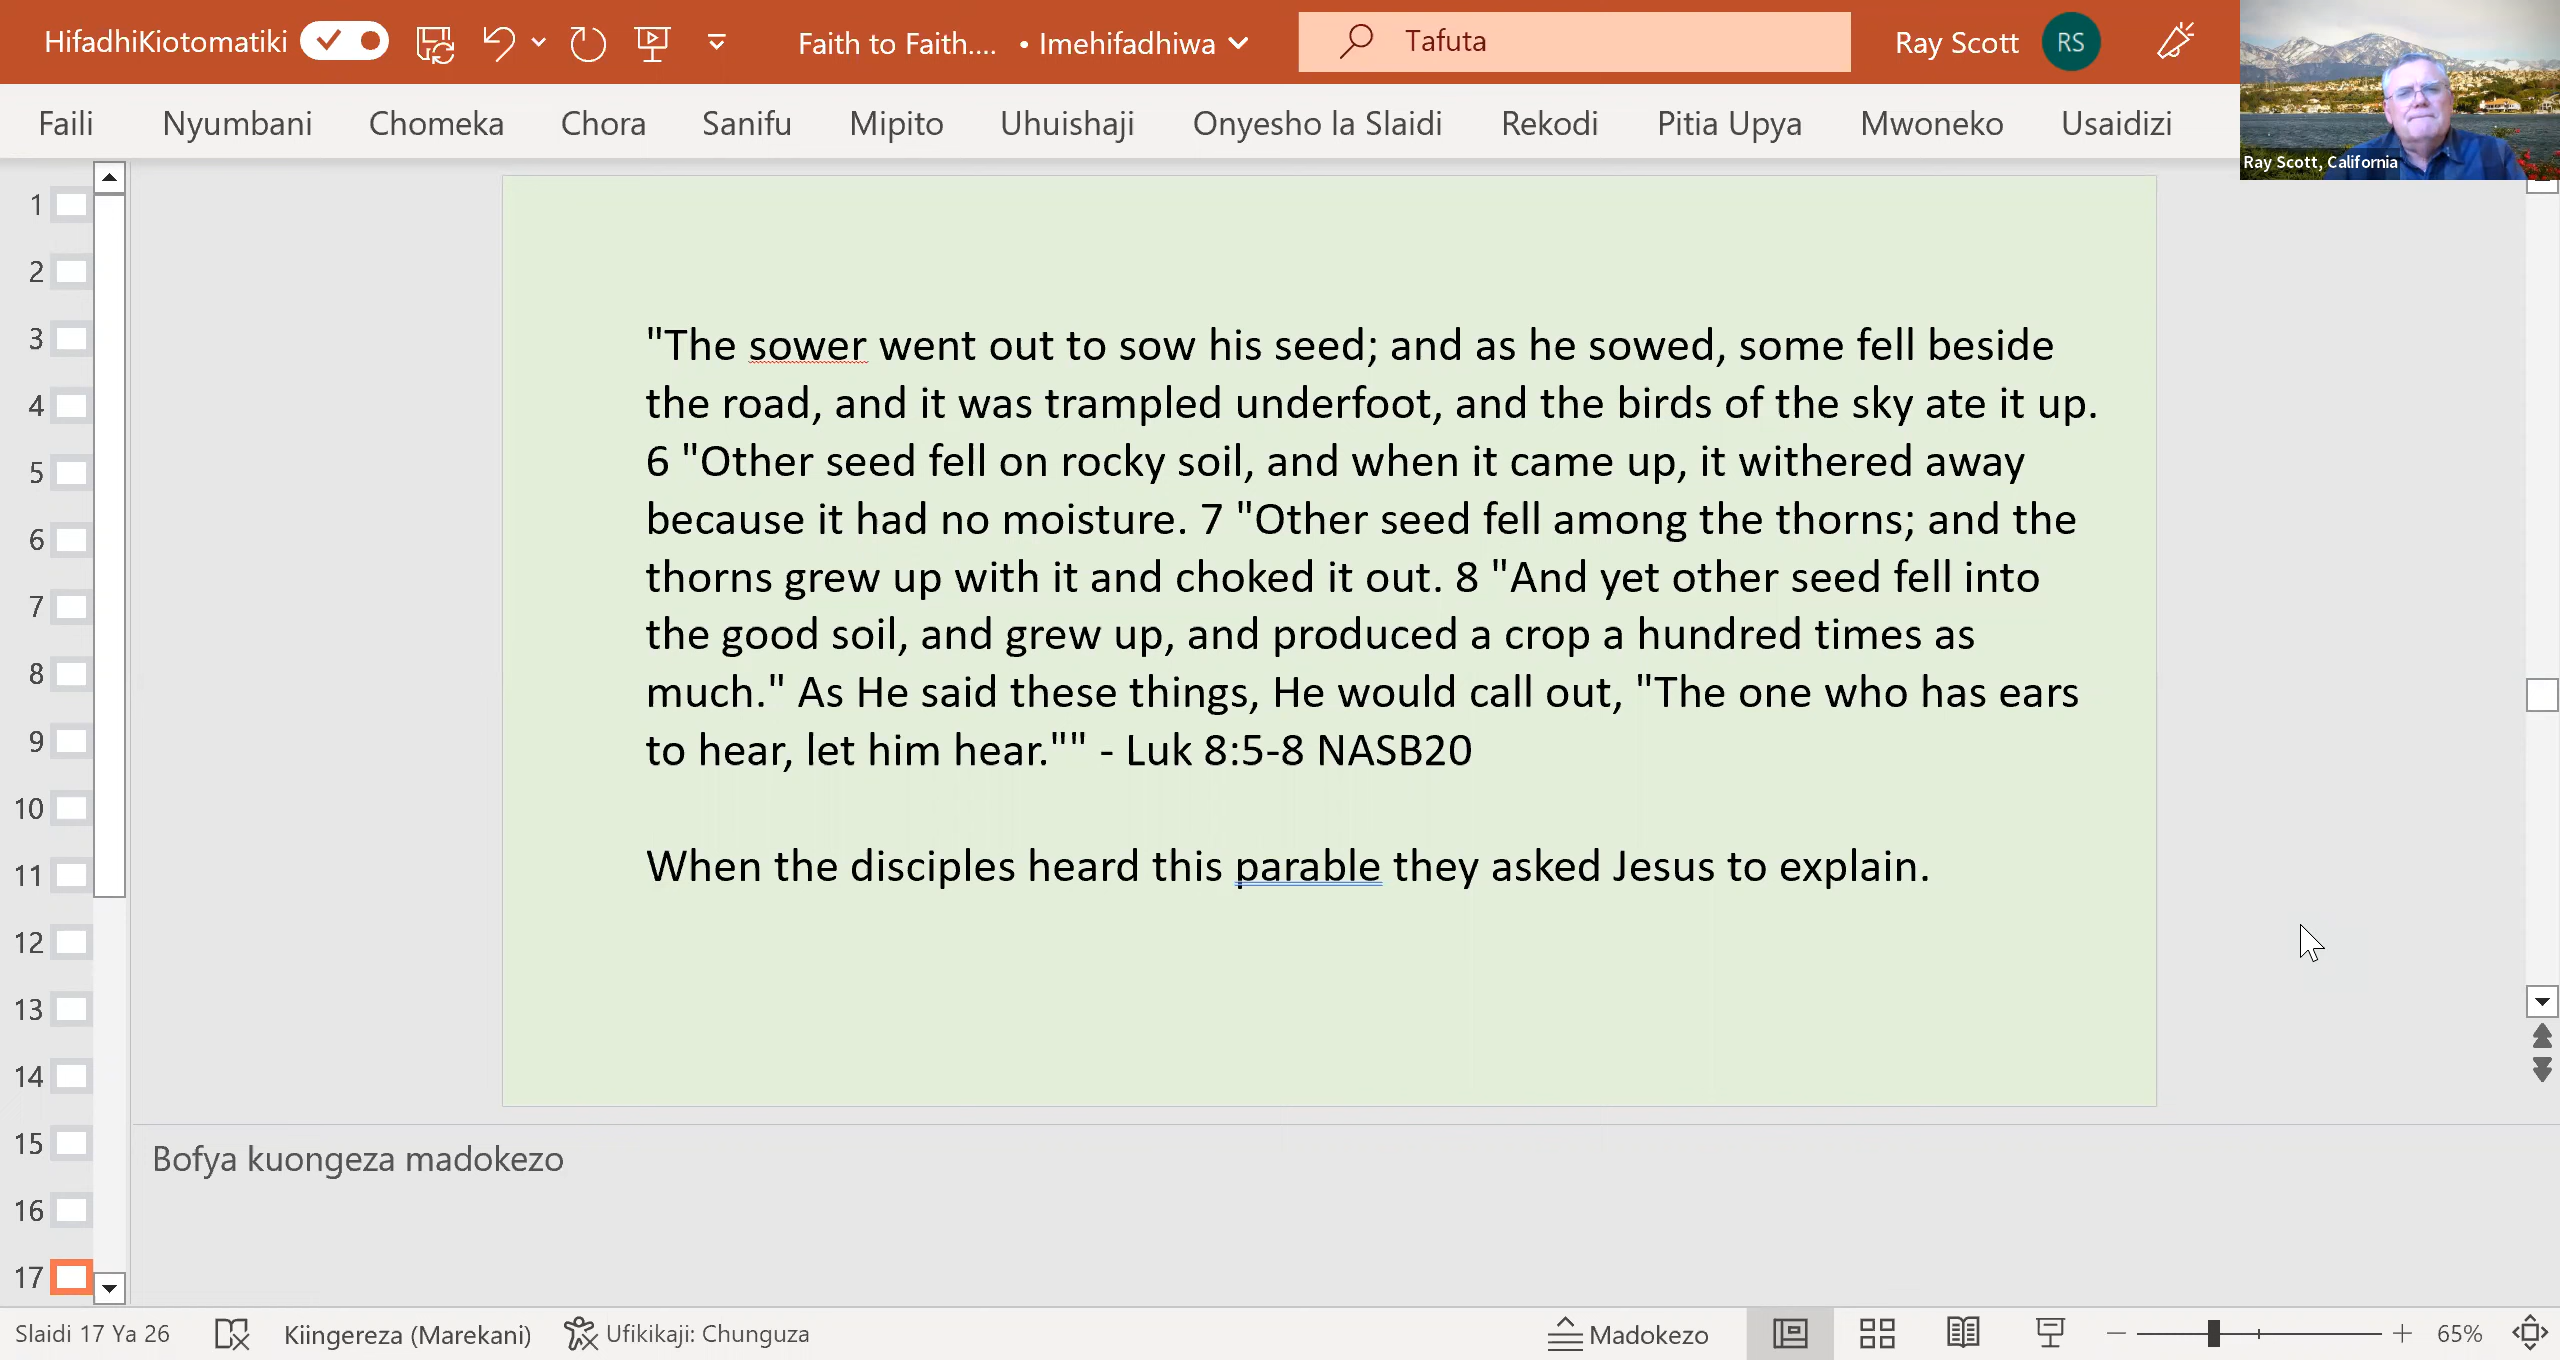 HifadhiKiotomatiki
Faith to Faith.... • Imehifadhiwa
Tafuta
Ray Scott
RS
Ray Scott, California
Faili Nyumbani Chomeka Chora Sanifu Mipito Uhuishaji Onyesho la Slaidi Rekodi Pitia Upya Mwoneko Usaidizi
1
2
3
4
5
6
7
8
9
10
11
12
13
14
15
16
17
"The sower went out to sow his seed; and as he sowed, some fell beside
the road, and it was trampled underfoot, and the birds of the sky ate it up.
6 "Other seed fell on rocky soil, and when it came up, it withered away
because it had no moisture. 7 "Other seed fell among the thorns; and the
thorns grew up with it and choked it out. 8 "And yet other seed fell into
the good soil, and grew up, and produced a crop a hundred times as
much." As He said these things, He would call out, "The one who has ears
to hear, let him hear."" - Luk 8:5-8 NASB20
When the disciples heard this parable they asked Jesus to explain.
Bofya kuongeza madokezo
Slaidi 17 Ya 26
Kiingereza (Marekani)
Ufikikaji: Chunguza
Madokezo
65%